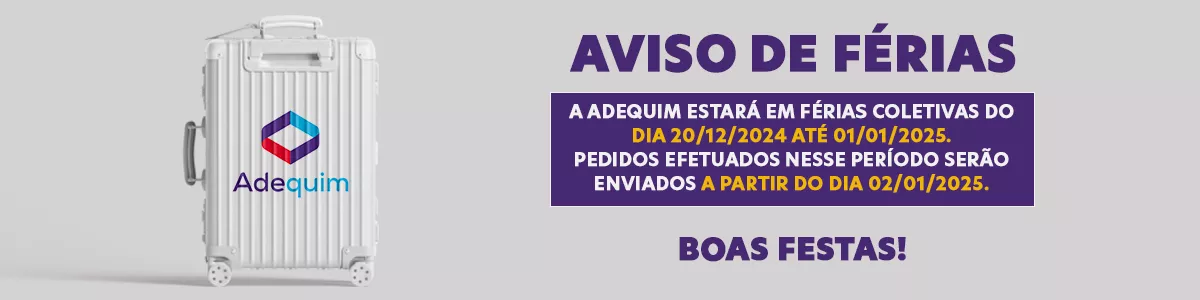 Adequim
AVISO DE FÉRIAS
A ADEQUIM ESTARÁ EM FÉRIAS COLETIVAS DO
DIA 20/12/2024 ATÉ 01/01/2025.
PEDIDOS EFETUADOS NESSE PERÍODO SERÃO
ENVIADOS A PARTIR DO DIA 02/01/2025.
BOAS FESTAS!